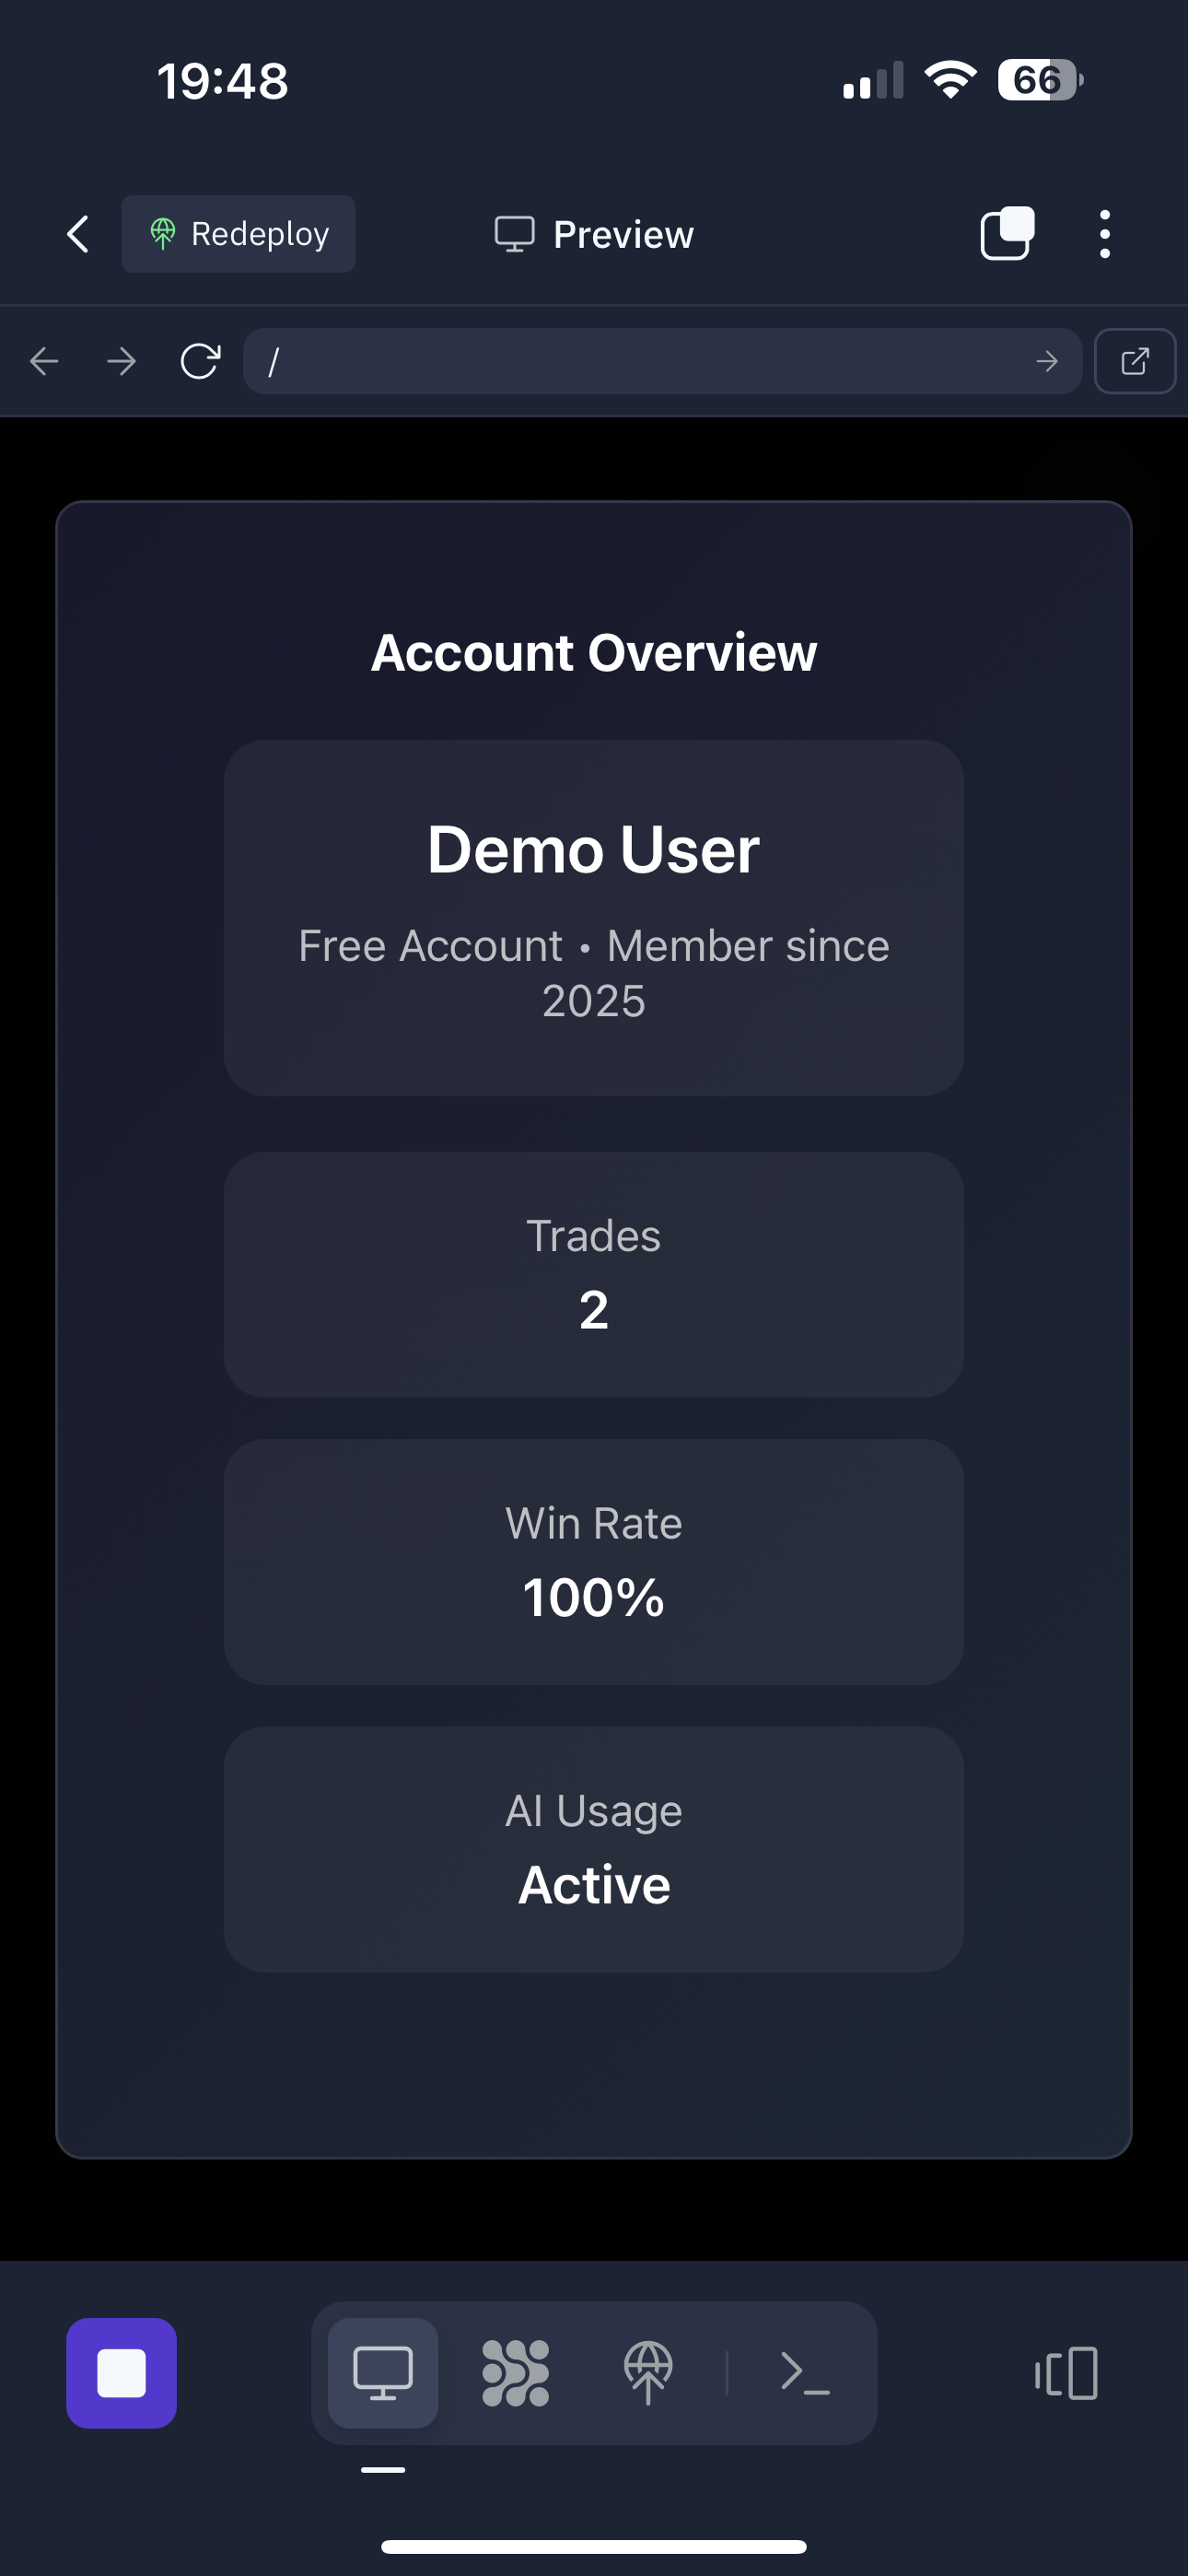 19:48
66
Redeploy
Preview
/
Account Overview
Demo User
Free Account • Member since
2025
Trades
2
Win Rate
100%
AI Usage
Active